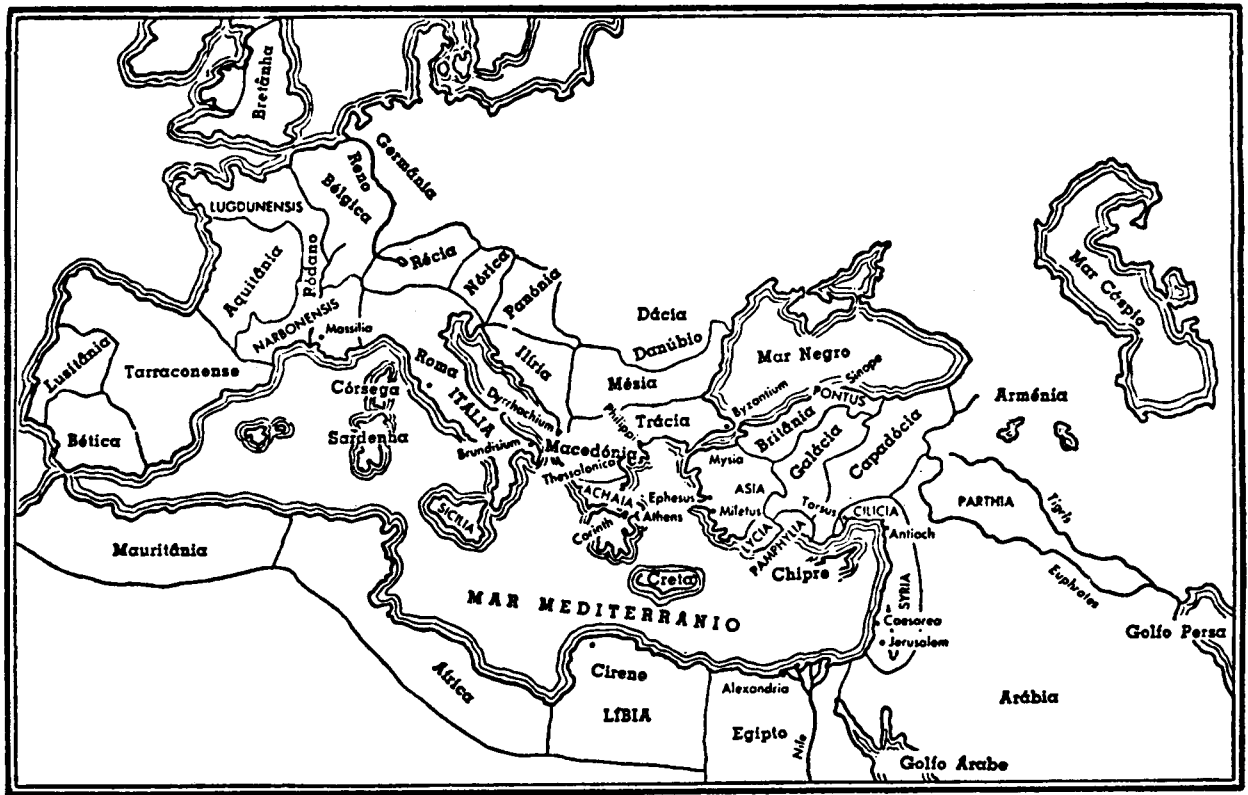 Bretânha
Germânia
Reno
Bélgica
LUGDUNENSIS
Ródano
Aquitânia
Récia
Nórica
Panónia
NARBONENSIS
Massilia
Lusitânia
Tarraconense
Bética
Córsega
Sardenha
Roma
ITALIA
Ilíria
Dyrrhachium
Brundisium
SICILIA
Dácia
Danúbio
Mésia
Trácia
Philippi
Macedónia
Thessalonica
ACHAIA
Athens
Corinth
Ephesus
Miletus
Mar Negro
Byzantium
Sinope
PONTUS
Britânia
Galácia
Capadócia
Mysia
ASIA
LYCIA
PAMPHYLIA
Tarsus
CILICIA
Antioch
Chipre
Creta
SYRIA
Caesarea
Jerusalem
Mar Cáspio
Arménia
PARTHIA
Tigris
Euphrates
Golfo Persa
Arábia
Golfo Arabe
MAR MEDITERRANIO
Mauritânia
Africa
Cirene
LÍBIA
Alexandria
Egipto
Nile